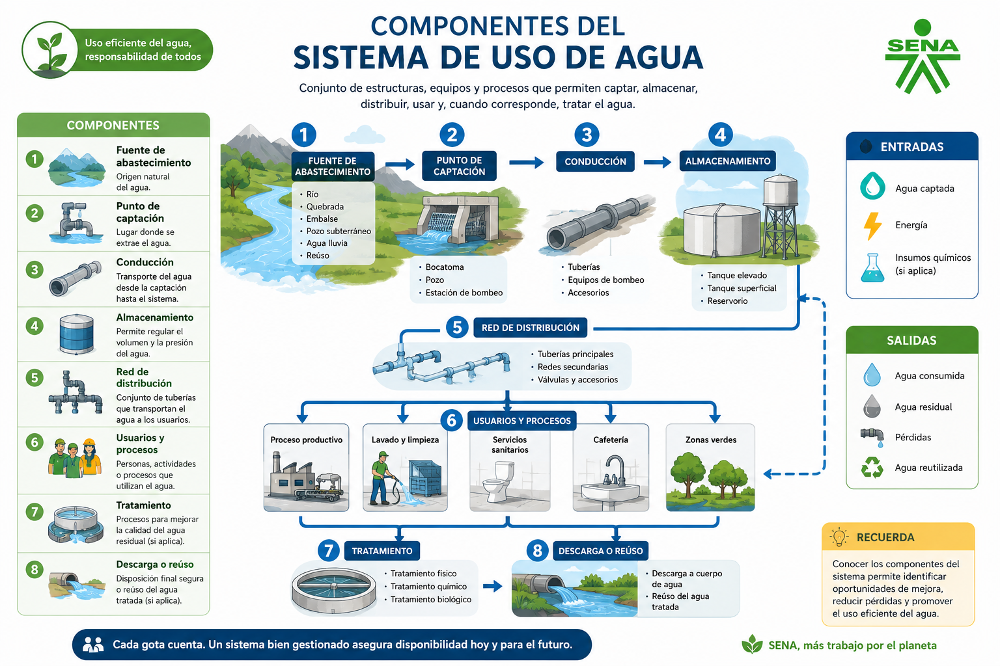 Uso eficiente del agua,
responsabilidad de todos
COMPONENTES DEL
SISTEMA DE USO DE AGUA
Conjunto de estructuras, equipos y procesos que permiten captar, almacenar,
distribuir, usar y, cuando corresponde, tratar el agua.
SENA
COMPONENTES
1
Fuente de
abastecimiento
Origen natural
del agua.
2
Punto de
captación
Lugar donde se
extrae el agua.
3
Conducción
Transporte del agua
desde la captación
hasta el sistema.
4
Almacenamiento
Permite regular el
volumen y la presión
del agua.
5
Red de
distribución
Conjunto de tuberías
que transportan el
agua a los usuarios.
6
Usuarios y
procesos
Personas, actividades
o procesos que
utilizan el agua.
7
Tratamiento
Procesos para mejorar
la calidad del agua
residual (si aplica).
8
Descarga o reúso
Disposición final segura
o reúso del agua
tratada (si aplica).
1
FUENTE DE
ABASTECIMIENTO
• Río
• Quebrada
• Embalse
• Pozo subterráneo
• Agua lluvia
• Reúso
2
PUNTO DE
CAPTACIÓN
• Bocatoma
• Pozo
• Estación de bombeo
3
CONDUCCIÓN
• Tuberías
• Equipos de bombeo
• Accesorios
4
ALMACENAMIENTO
• Tanque elevado
• Tanque superficial
• Reservorio
5
RED DE DISTRIBUCIÓN
• Tuberías principales
• Redes secundarias
• Válvulas y accesorios
6
USUARIOS Y PROCESOS
Proceso productivo
Lavado y limpieza
Servicios
sanitarios
Cafetería
Zonas verdes
7
TRATAMIENTO
• Tratamiento físico
• Tratamiento químico
• Tratamiento biológico
8
DESCARGA O REÚSO
• Descarga a cuerpo
de agua
• Reúso del agua
tratada
ENTRADAS
Agua captada
Energía
Insumos químicos
(si aplica)
SALIDAS
Agua consumida
Agua residual
Pérdidas
Agua reutilizada
RECUERDA
Conocer los componentes del
sistema permite identificar
oportunidades de mejora,
reducir pérdidas y promover
el uso eficiente del agua.
Cada gota cuenta. Un sistema bien gestionado asegura disponibilidad hoy y para el futuro.
SENA, más trabajo por el planeta